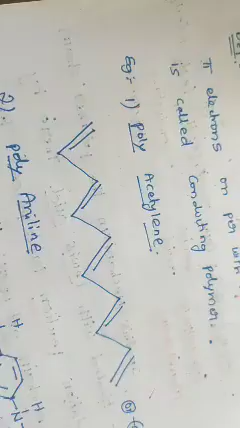 π electrons on
is called conducting polymer.
Eg: 1) poly Acetylene.
2) poly Aniline
H H
N